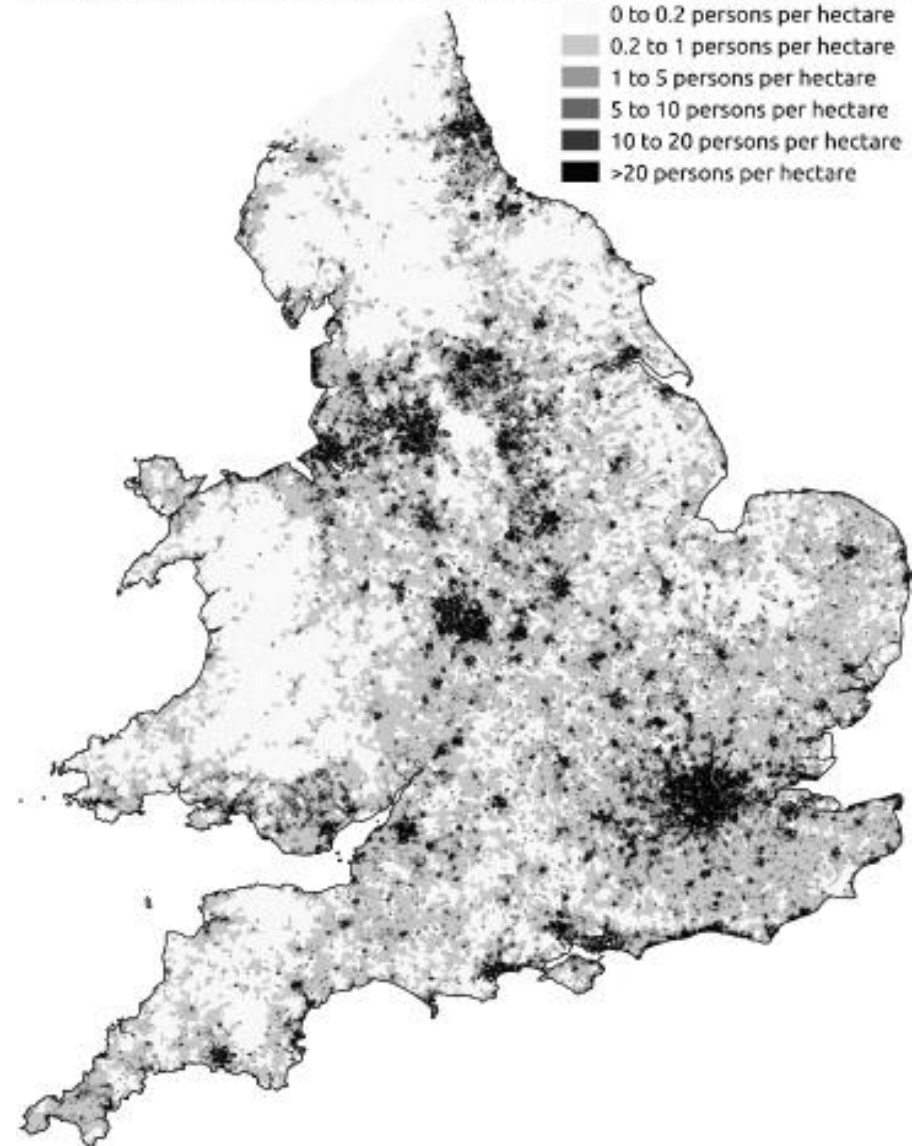 0 to 0.2 persons per hectare
0.2 to 1 persons per hectare
1 to 5 persons per hectare
5 to 10 persons per hectare
10 to 20 persons per hectare
>20 persons per hectare